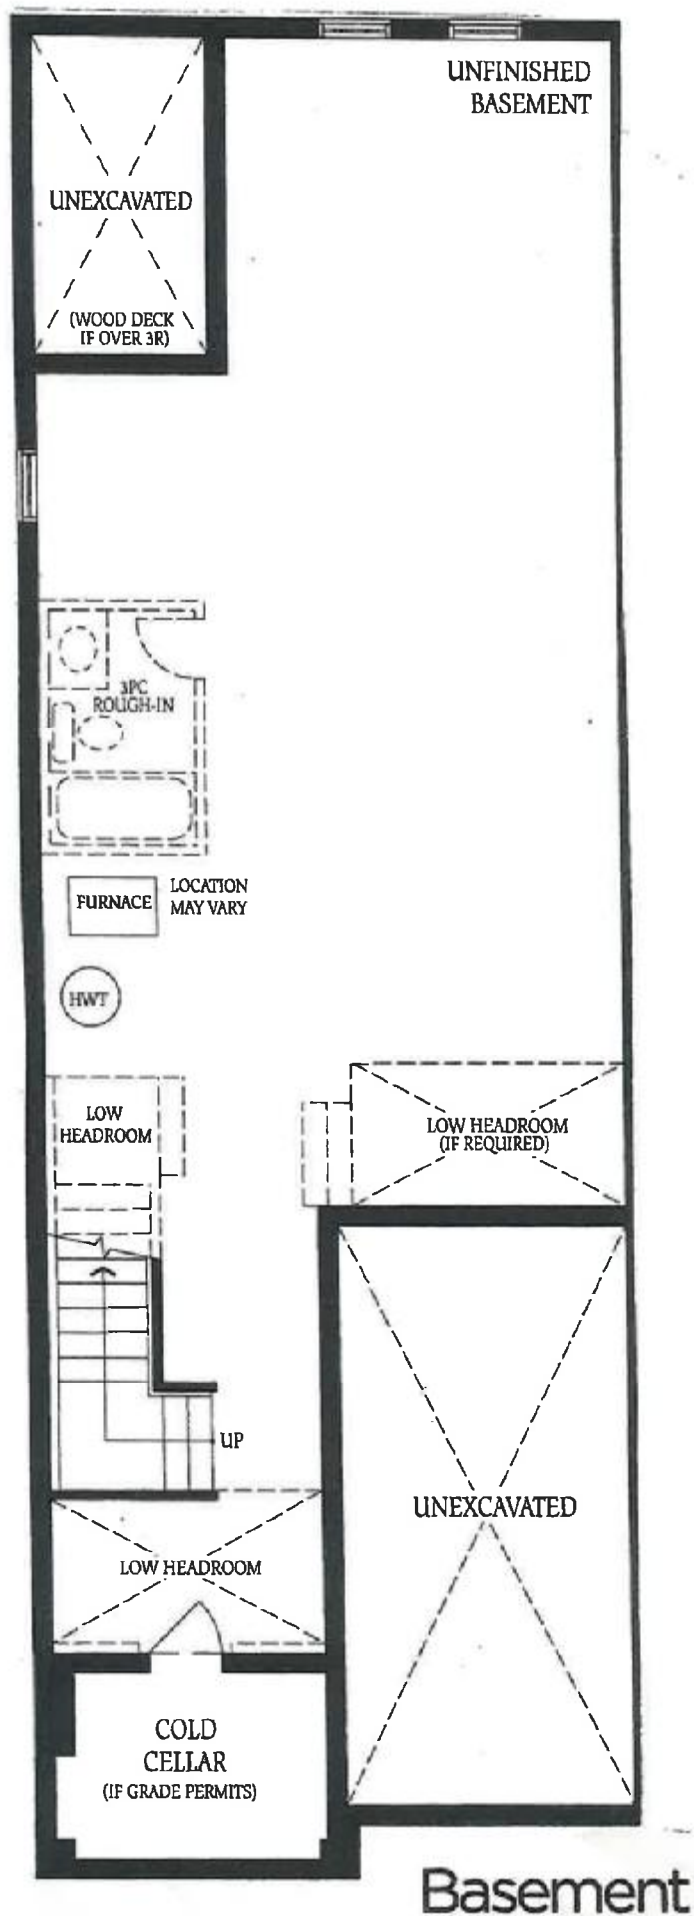 UNFINISHED
BASEMENT
UNEXCAVATED
(WOOD DECK
IF OVER 3R)
3PC
ROUGH-IN
FURNACE
LOCATION
MAY VARY
HWT
LOW
HEADROOM
LOW HEADROOM
(IF REQUIRED)
UP
UNEXCAVATED
LOW HEADROOM
COLD
CELLAR
(IF GRADE PERMITS)
Basement